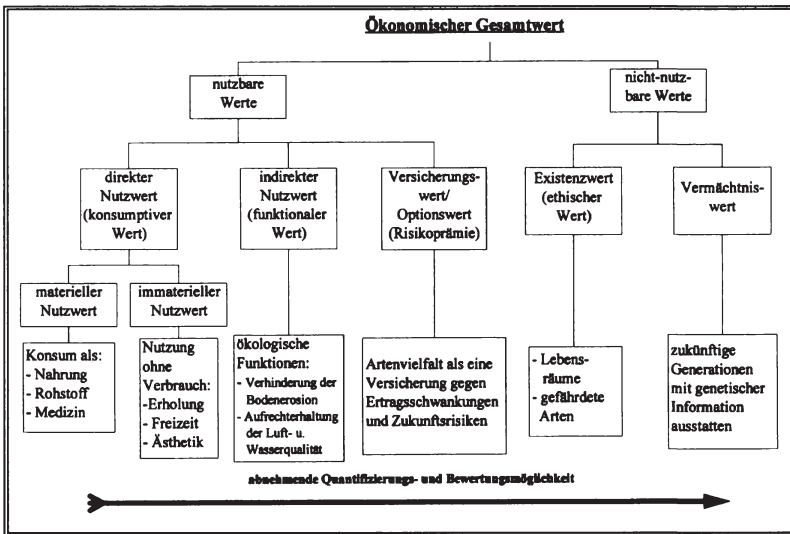 Ökonomischer Gesamtwert
nutzbare
Werte
nicht-nutz-
bare Werte
direkter
Nutzwert
(konsumptiver
Wert)
indirekter
Nutzwert
(funktionaler
Wert)
Versicherungs-
wert/
Optionswert
(Risikoprämie)
Existenzwert
(ethischer
Wert)
Vermächtnis-
wert
materieller
Nutzwert
immaterieller
Nutzwert
Konsum als:
- Nahrung
- Rohstoff
- Medizin
Nutzung
ohne
Verbrauch:
-Erholung
- Freizeit
- Ästhetik
ökologische
Funktionen:
- Verhinderung der
Bodenerosion
- Aufrechterhaltung
der Luft- u.
Wasserqualität
Artenvielfalt als eine
Versicherung gegen
Ertragsschwankungen
und Zukunftsrisiken
- Lebens-
räume
- gefährdete
Arten
zukünftige
Generationen
mit genetischer
Information
ausstatten
abnehmende Quantifizierungs- und Bewertungsmöglichkeit